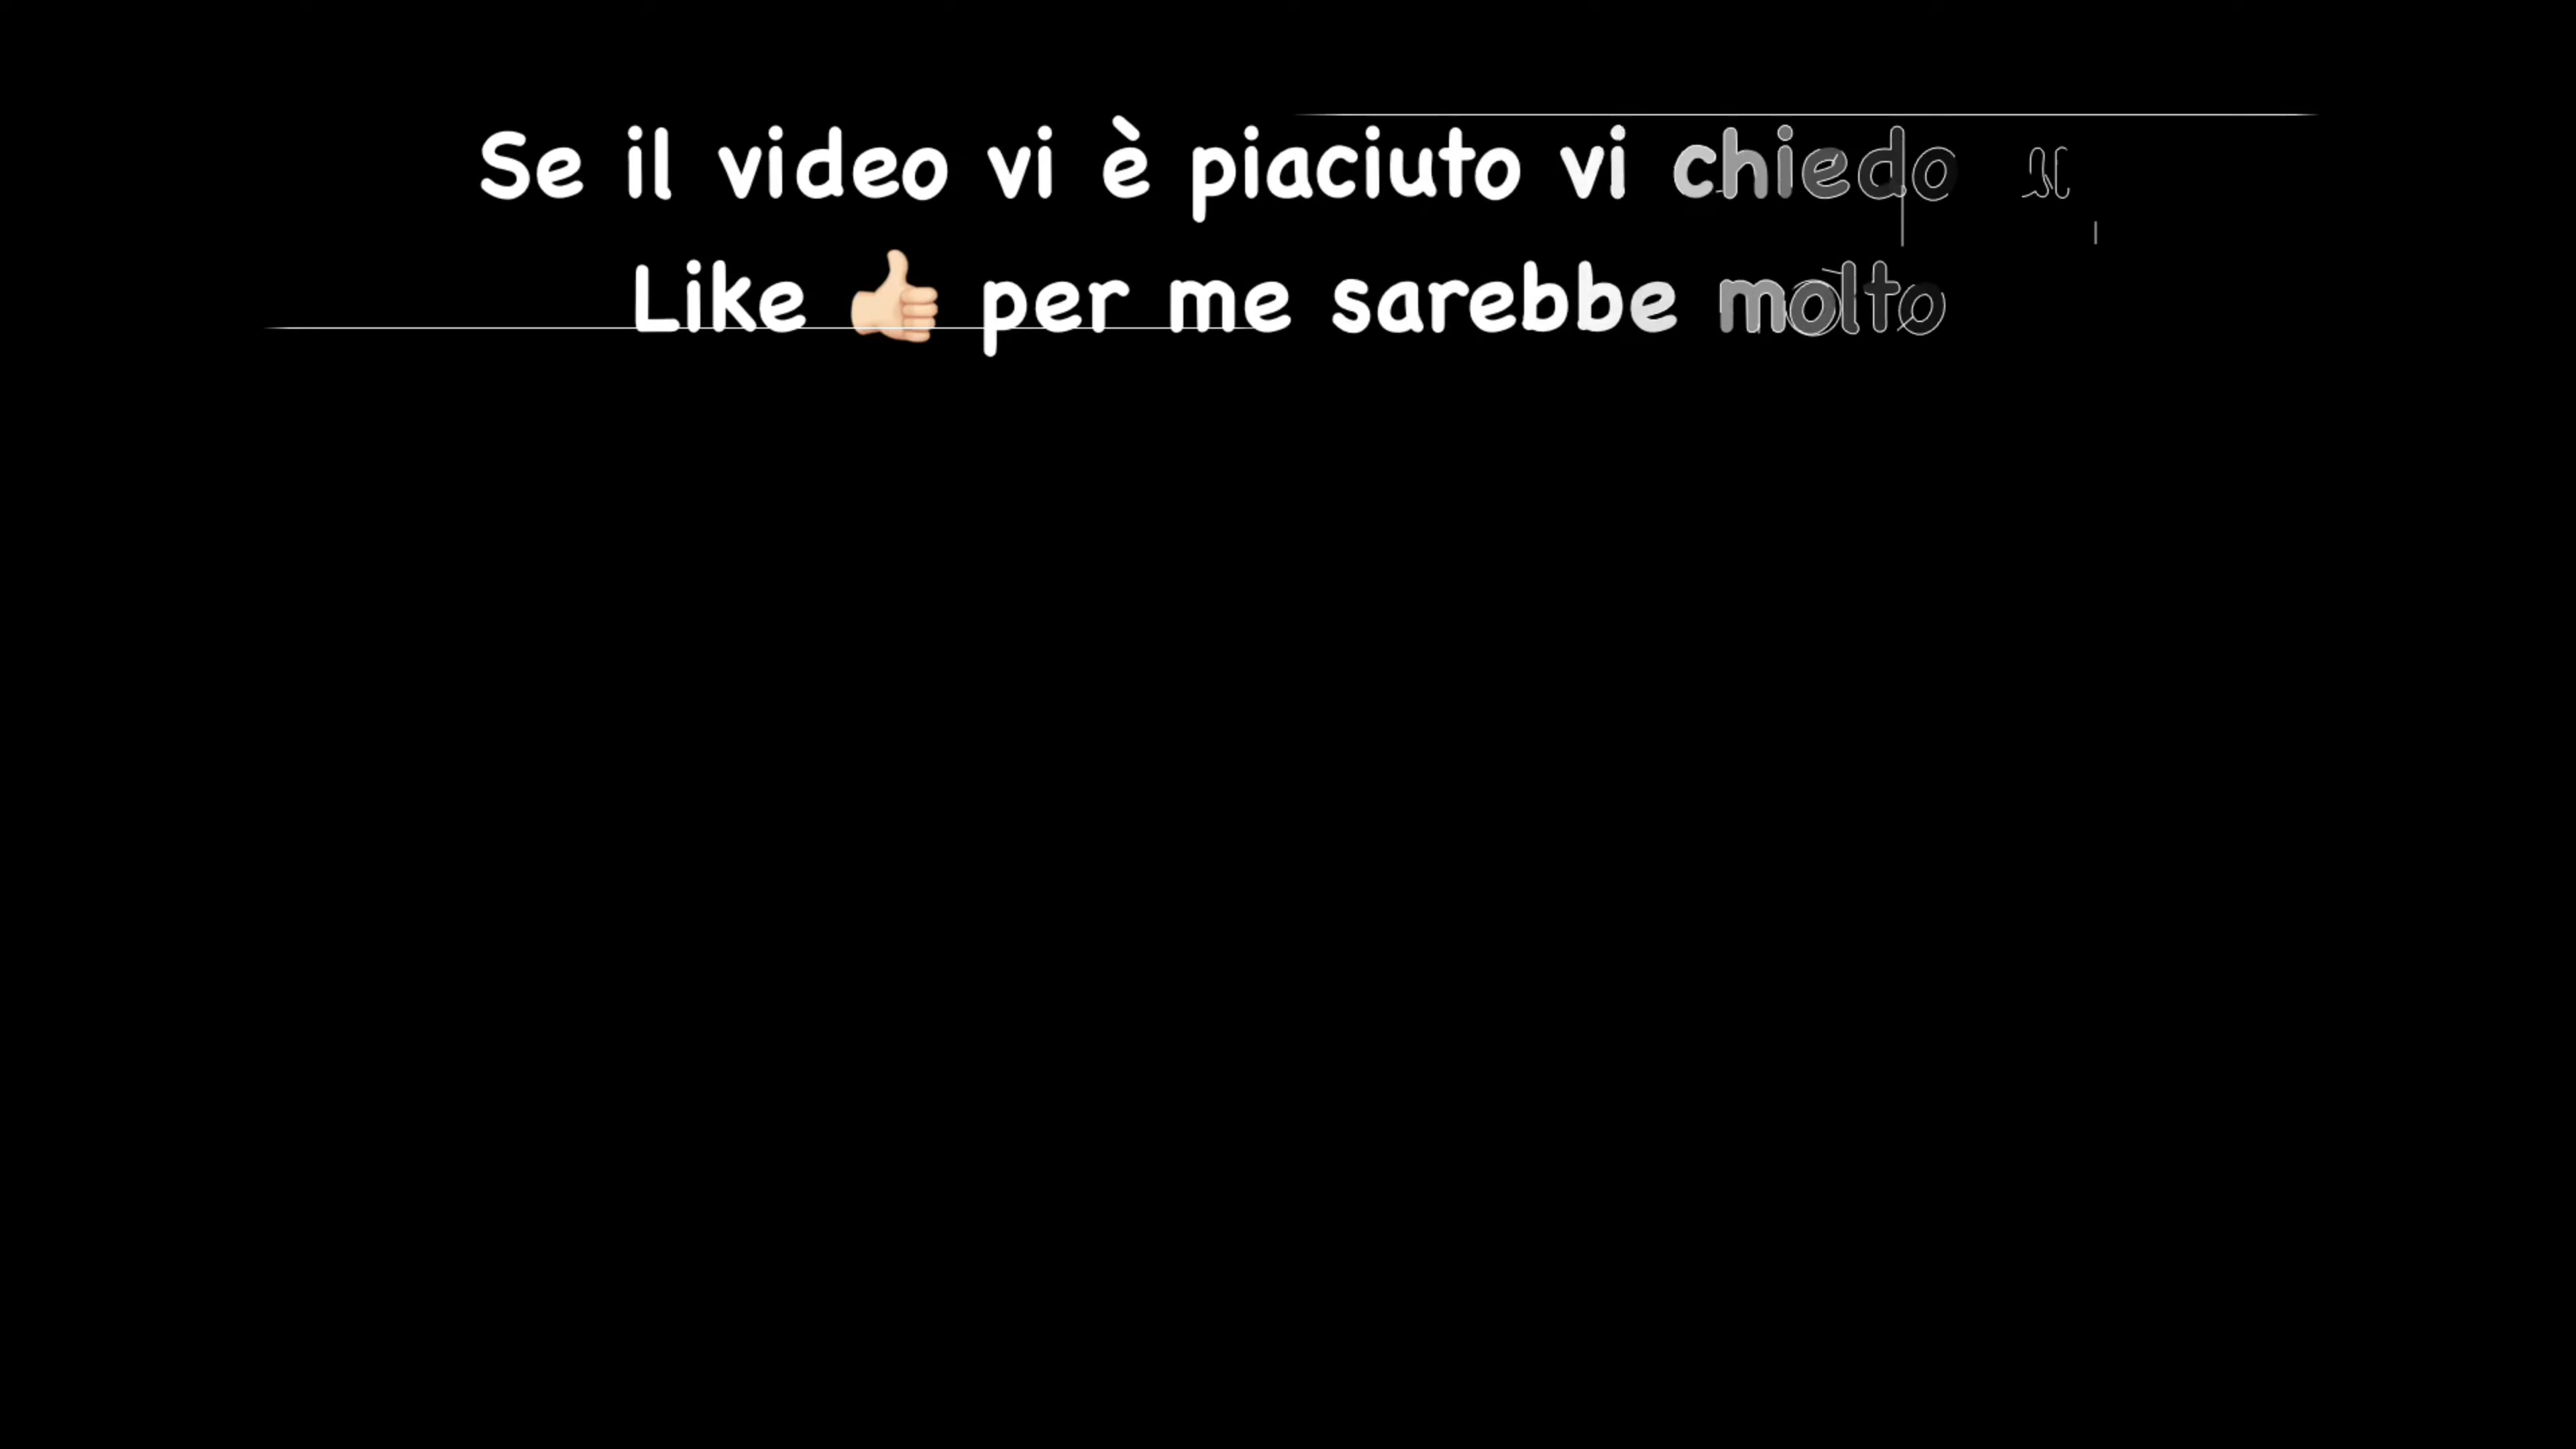 Se il video vi è piaciuto vi chiedo
Like 👍🏻 per me sarebbe molto